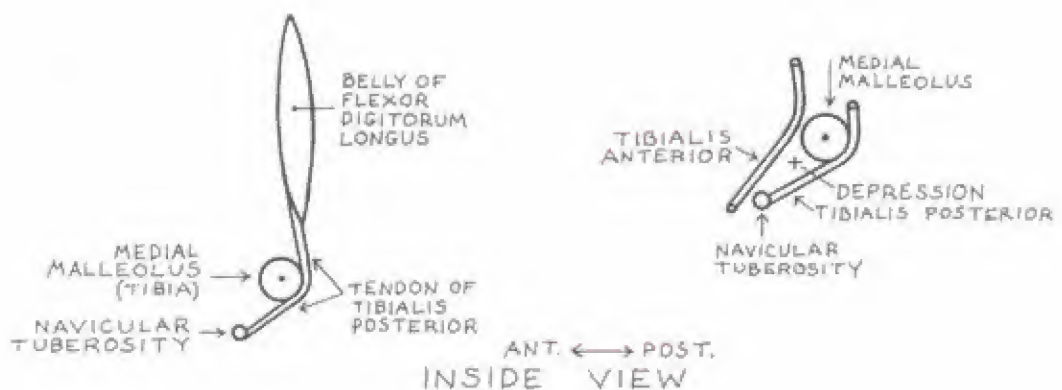 BELLY OF
FLEXOR
DIGITORUM
LONGUS
MEDIAL
MALLEOLUS
(TIBIA)
NAVICULAR
TUBEROSITY
TENDON OF
TIBIALIS
POSTERIOR
MEDIAL
MALLEOLUS
TIBIALIS
ANTERIOR
DEPRESSION
TIBIALIS POSTERIOR
NAVICULAR
TUBEROSITY
ANT. ↔ POST.
INSIDE VIEW